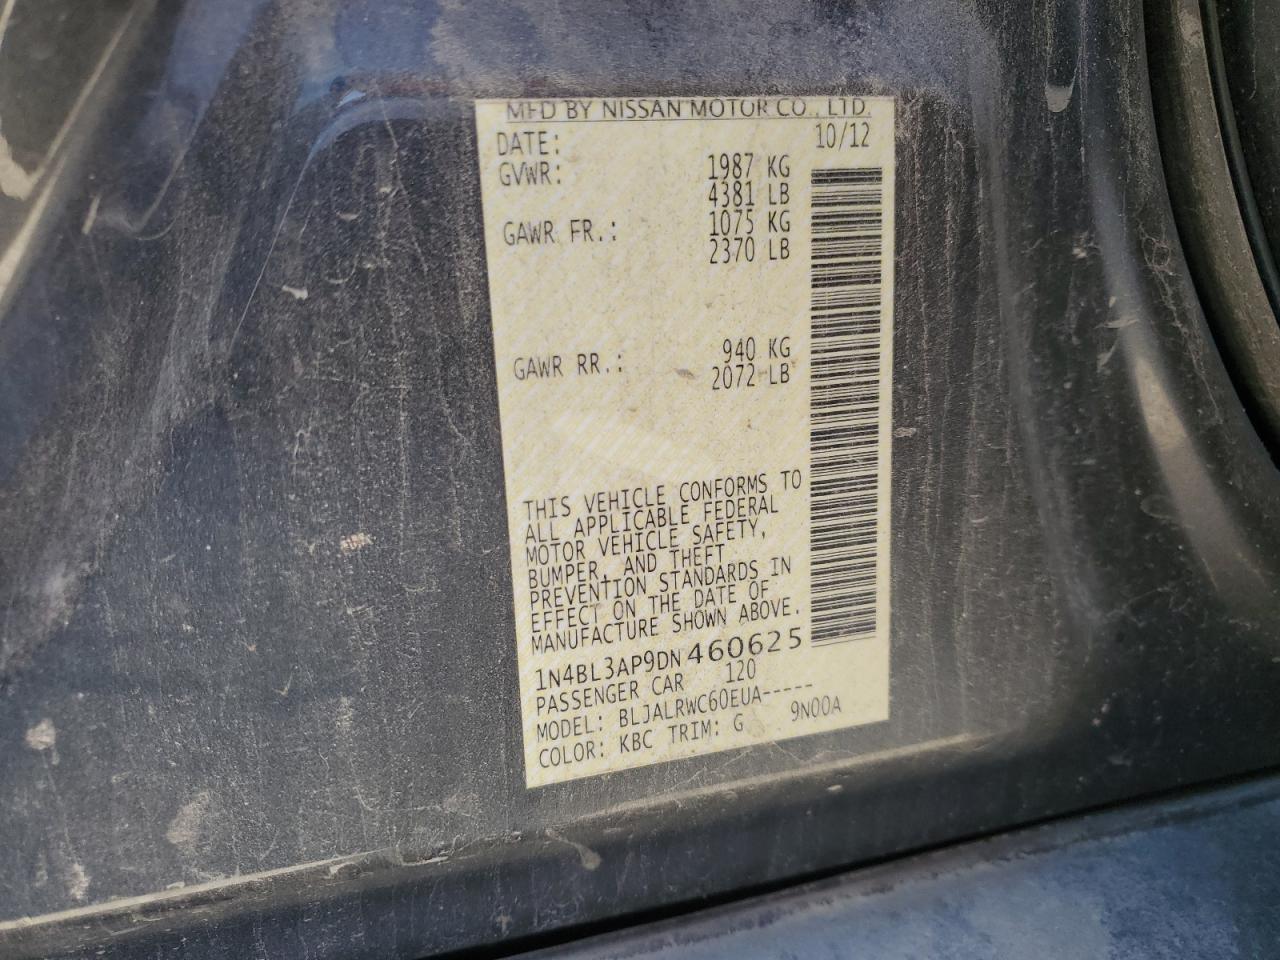 MFD BY NISSAN MOTOR CO., LTD.
DATE: 10/12
GVWR: 1987 KG
4381 LB
GAWR FR.: 1075 KG
2370 LB
GAWR RR.: 940 KG
2072 LB
THIS VEHICLE CONFORMS TO
ALL APPLICABLE FEDERAL
MOTOR VEHICLE SAFETY,
BUMPER, AND THEFT
PREVENTION STANDARDS IN
EFFECT ON THE DATE OF
MANUFACTURE SHOWN ABOVE.
1N4BL3AP9DN460625
PASSENGER CAR 120
MODEL: BLJALRWC60EUA-----
COLOR: KBC TRIM: G 9N00A